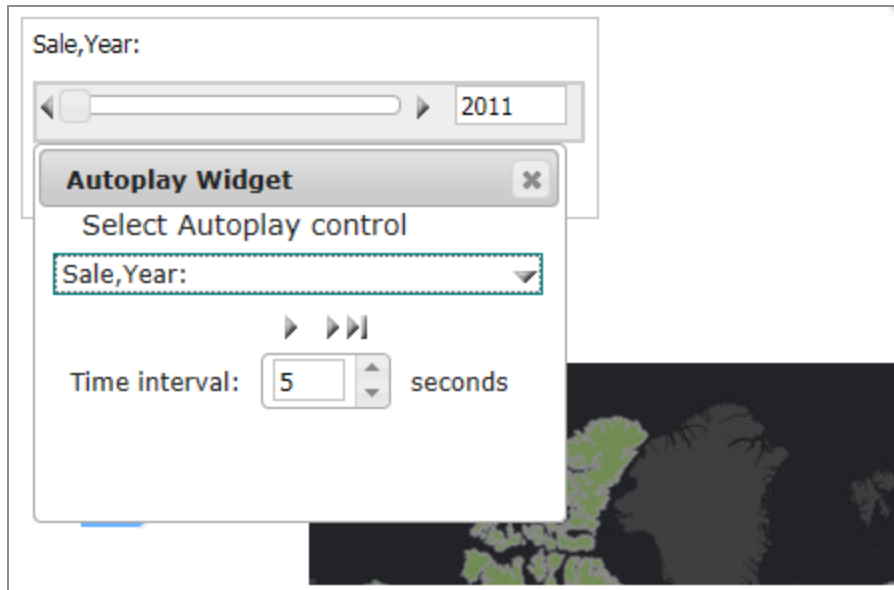 Sale,Year:
2011
Autoplay Widget
Select Autoplay control
Sale,Year:
Time interval: 5 seconds